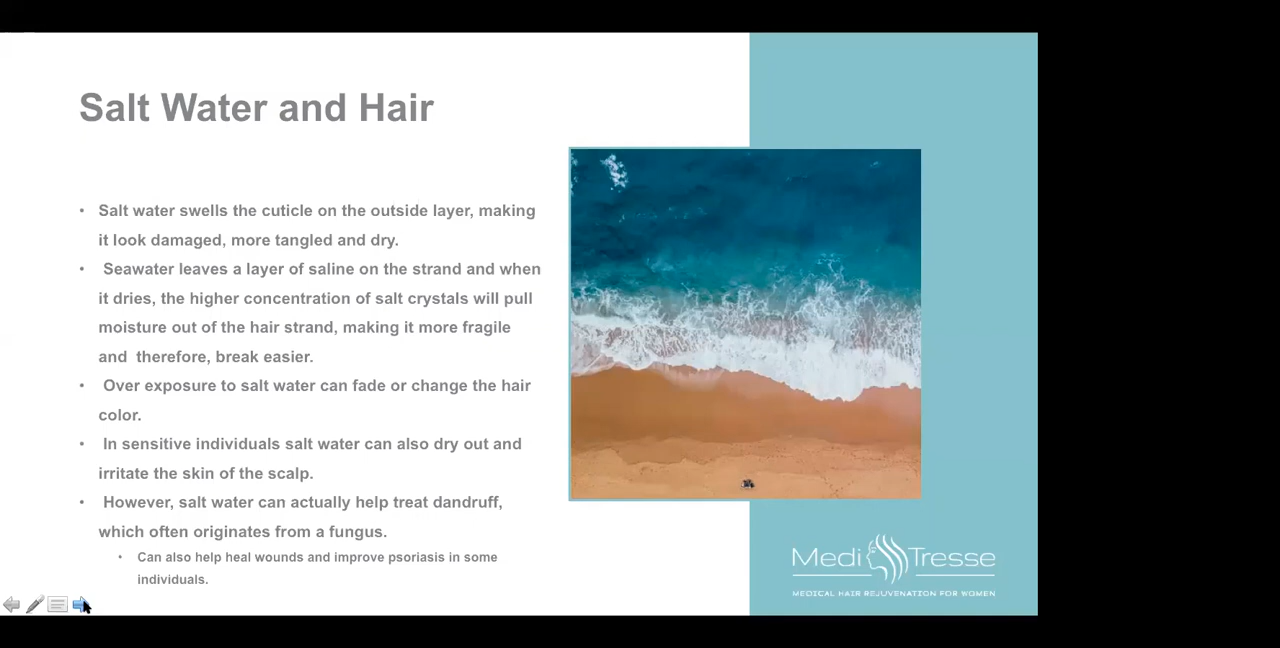 Salt Water and Hair
• Salt water swells the cuticle on the outside layer, making
it look damaged, more tangled and dry.
• Seawater leaves a layer of saline on the strand and when
it dries, the higher concentration of salt crystals will pull
moisture out of the hair strand, making it more fragile
and therefore, break easier.
• Over exposure to salt water can fade or change the hair
color.
• In sensitive individuals salt water can also dry out and
irritate the skin of the scalp.
• However, salt water can actually help treat dandruff,
which often originates from a fungus.
• Can also help heal wounds and improve psoriasis in some
individuals.
Medi Tresse
MEDICAL HAIR REJUVENATION FOR WOMEN